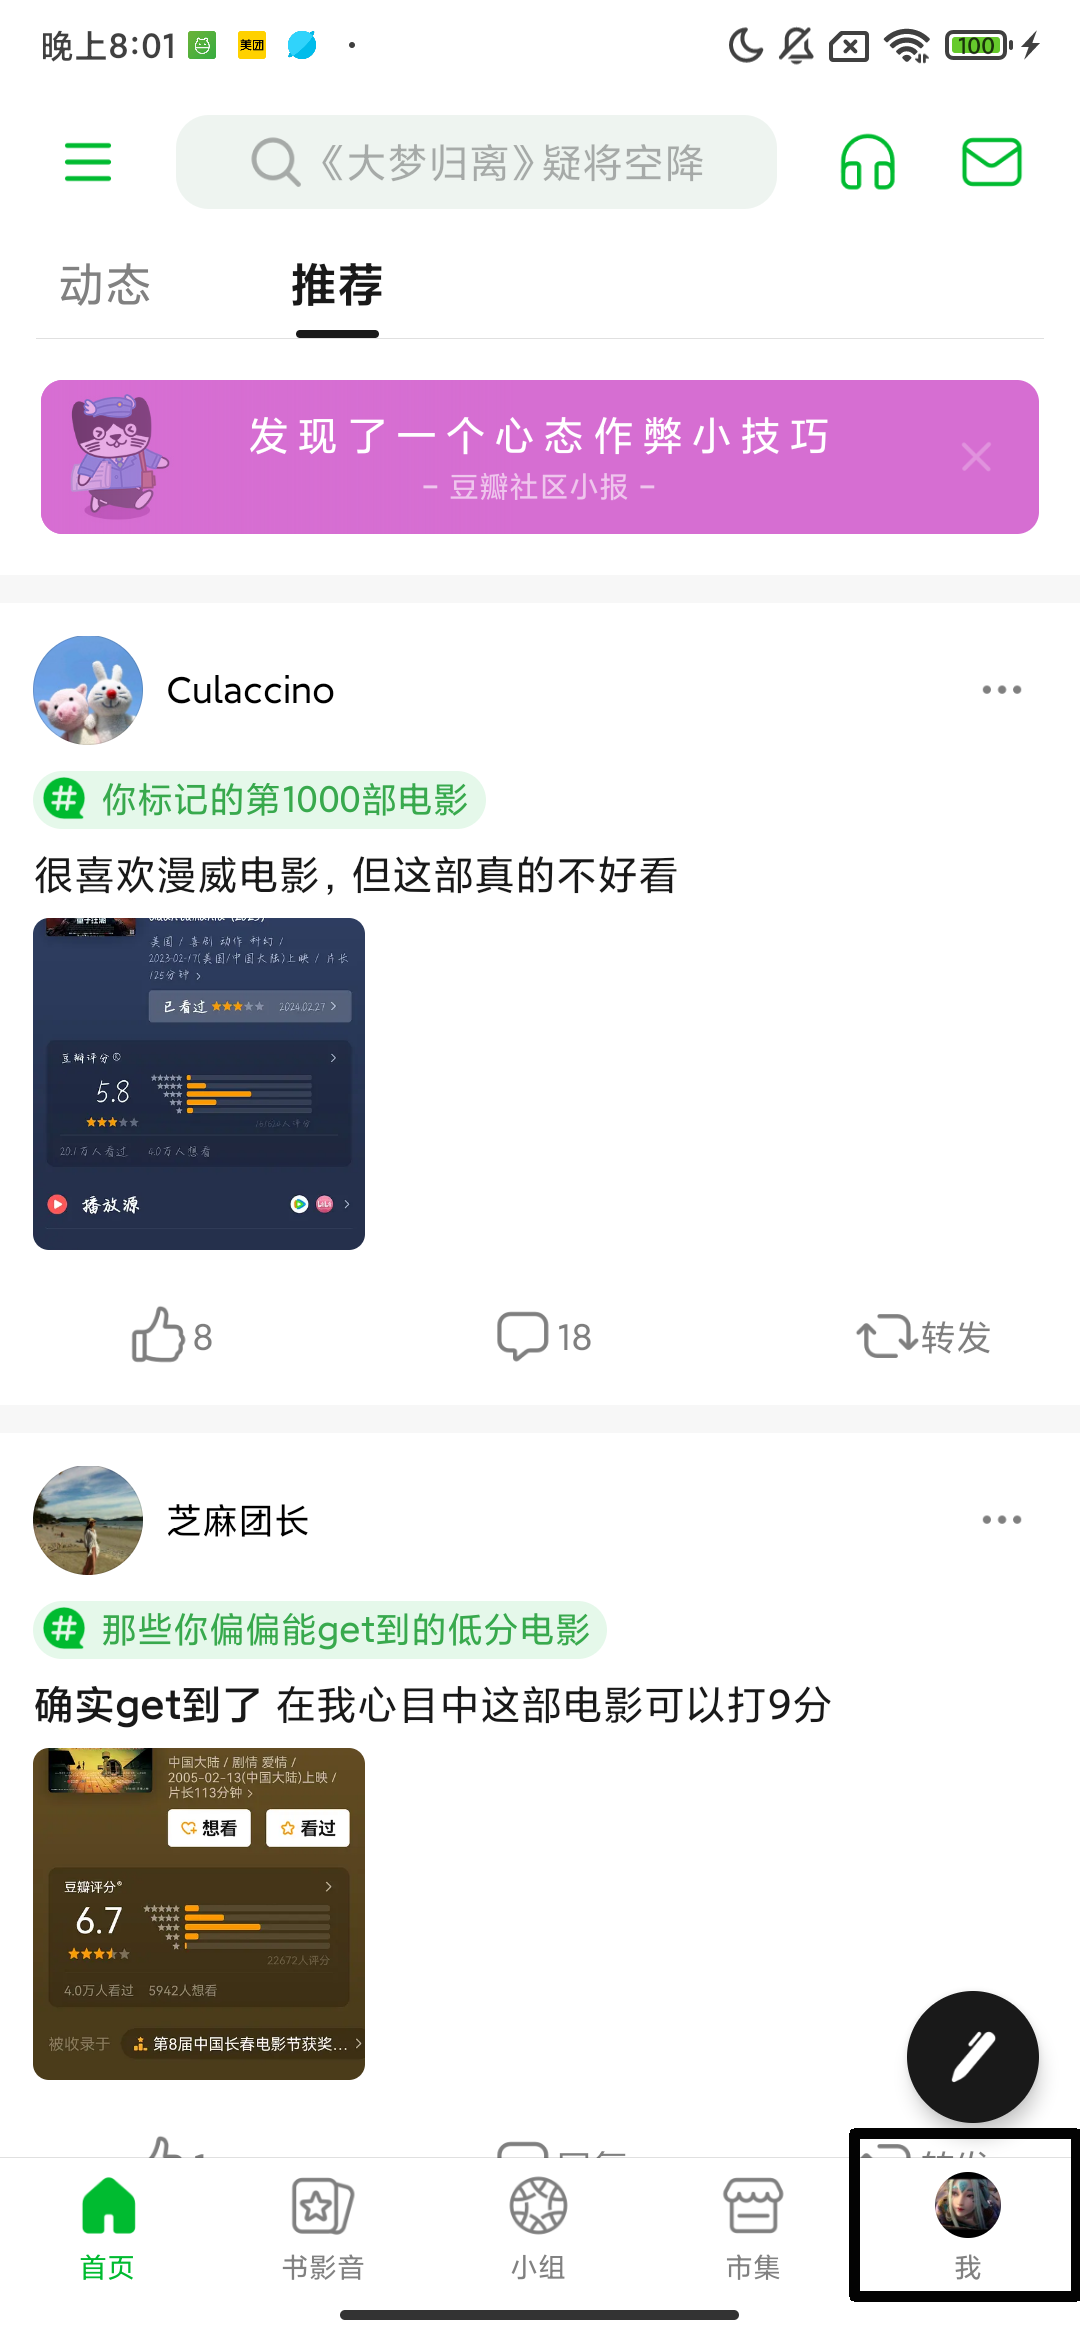 晚上8:01
美团
100
《大梦归离》疑将空降
动态
推荐
发现了一个心态作弊小技巧
- 豆瓣社区小报 -
Culaccino
你标记的第1000部电影
很喜欢漫威电影，但这部真的不好看
美国 / 喜剧 动作 科幻 /
2023-02-17(美国/中国大陆)上映 / 片长
125分钟 >
已看过
2024.02.27 >
豆瓣评分
5.8
20.1万人看过 4.0万人想看
播放源
8
18
转发
芝麻团长
那些你偏偏能get到的低分电影
确实get到了 在我心目中这部电影可以打9分
中国大陆 / 剧情 爱情 /
2005-02-13(中国大陆)上映 /
片长113分钟 >
想看
看过
豆瓣评分
6.7
22672人评分
4.0万人看过 5942人想看
被收录于
第8届中国长春电影节获奖... >
首页
书影音
小组
市集
我